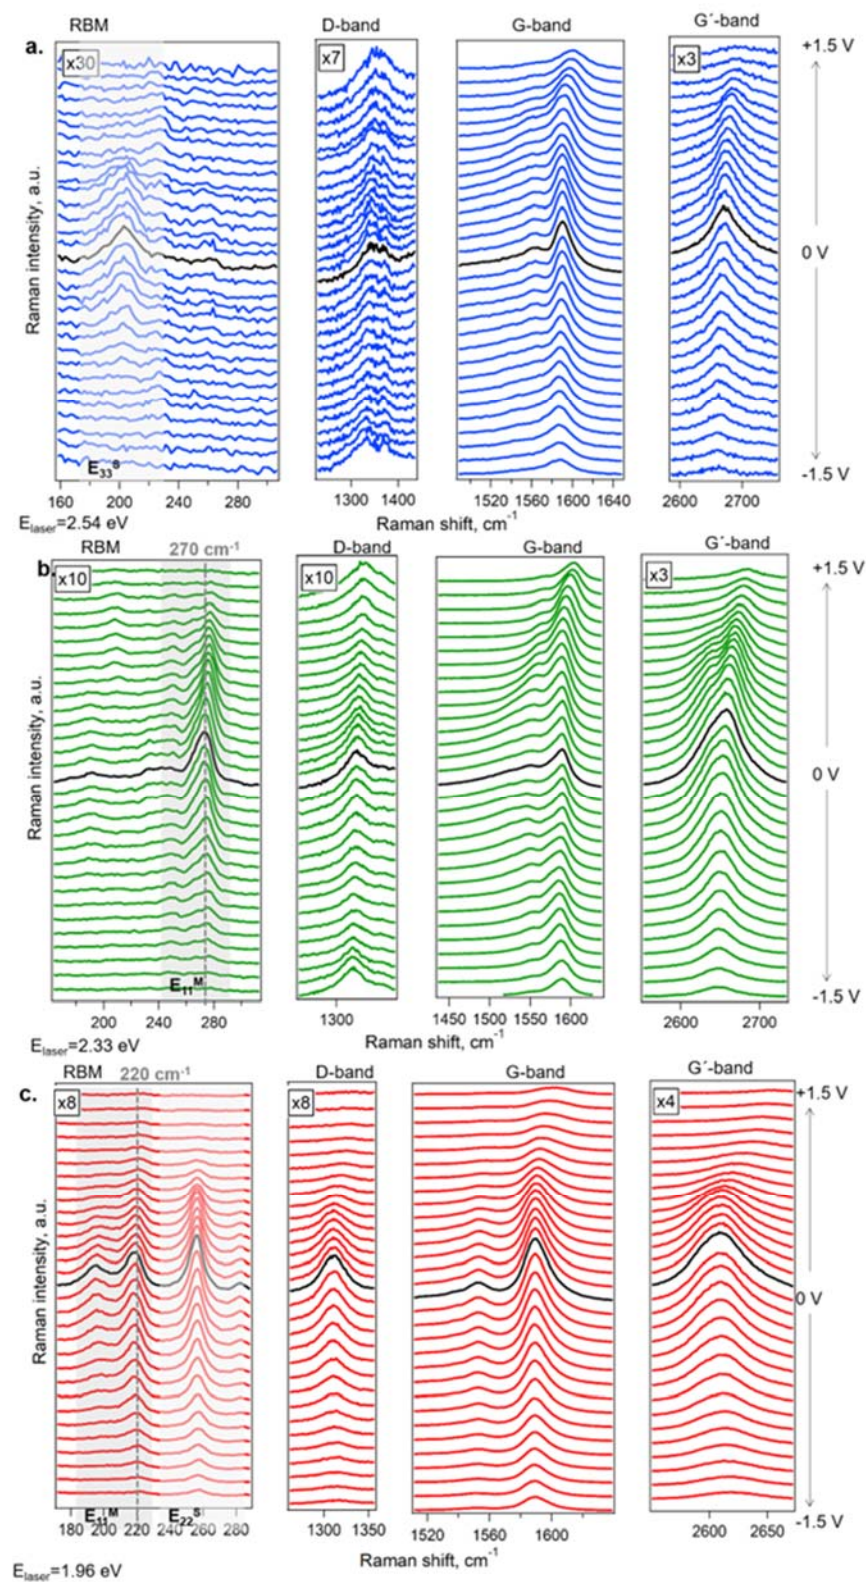 a.
RBM D-band G-band G´-band
x30 x7 x3 +1.5 V
Raman intensity, a.u.
0 V
E₃₃ˢ -1.5 V
160 200 240 280 1300 1400 1520 1560 1600 1640 2600 2700
E_laser=2.54 eV Raman shift, cm⁻¹
b.
RBM 270 cm⁻¹ D-band G-band G´-band
x10 x10 x3 +1.5 V
Raman intensity, a.u.
0 V
E₁₁ᴹ -1.5 V
200 240 280 1300 1450 1500 1550 1600 2600 2700
E_laser=2.33 eV Raman shift, cm⁻¹
c.
RBM 220 cm⁻¹ D-band G-band G´-band
x8 x8 x4 +1.5 V
Raman intensity, a.u.
0 V
E₁₁ᴹ E₂₂ˢ -1.5 V
180 200 220 240 260 280 1300 1350 1520 1560 1600 2600 2650
Raman shift, cm⁻¹
E_laser=1.96 eV